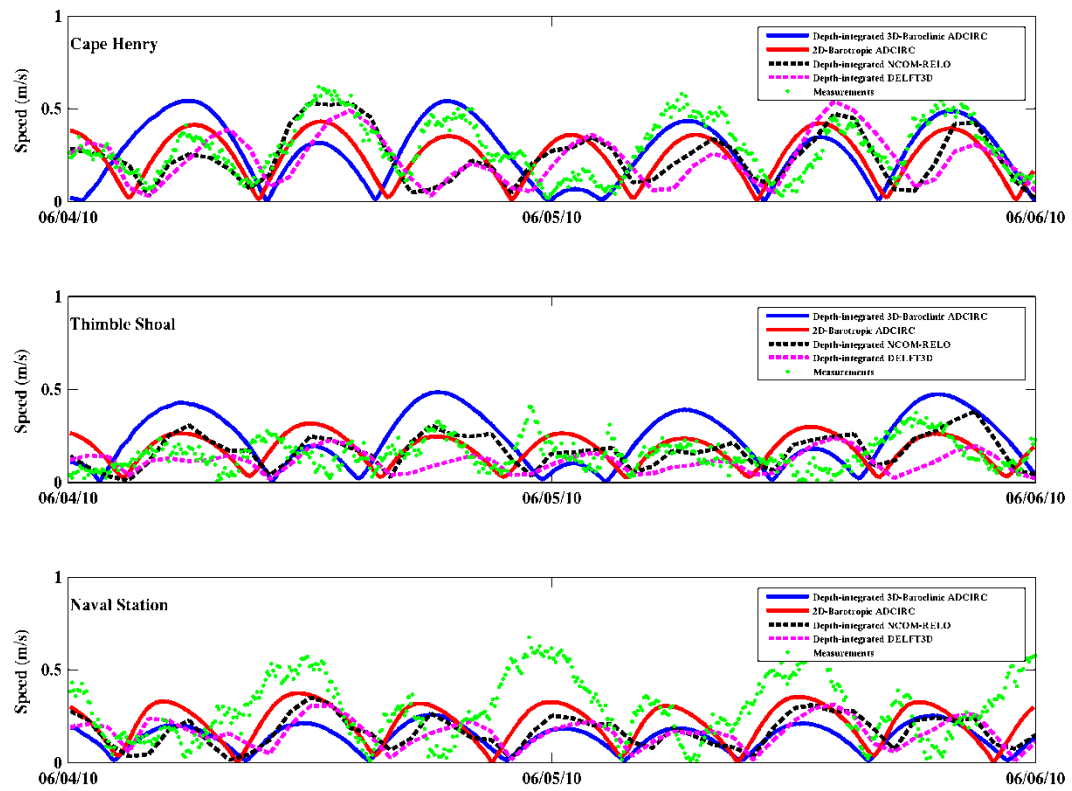 1
Cape Henry
Depth-integrated 3D-Baroclinic ADCIRC
2D-Barotropic ADCIRC
Depth-integrated NCOM-RELO
Depth-integrated DELFT3D
Measurements
Speed (m/s)
0.5
0
06/04/10
06/05/10
06/06/10
1
Thimble Shoal
Depth-integrated 3D-Baroclinic ADCIRC
2D-Barotropic ADCIRC
Depth-integrated NCOM-RELO
Depth-integrated DELFT3D
Measurements
Speed (m/s)
0.5
0
06/04/10
06/05/10
06/06/10
1
Naval Station
Depth-integrated 3D-Baroclinic ADCIRC
2D-Barotropic ADCIRC
Depth-integrated NCOM-RELO
Depth-integrated DELFT3D
Measurements
Speed (m/s)
0.5
0
06/04/10
06/05/10
06/06/10